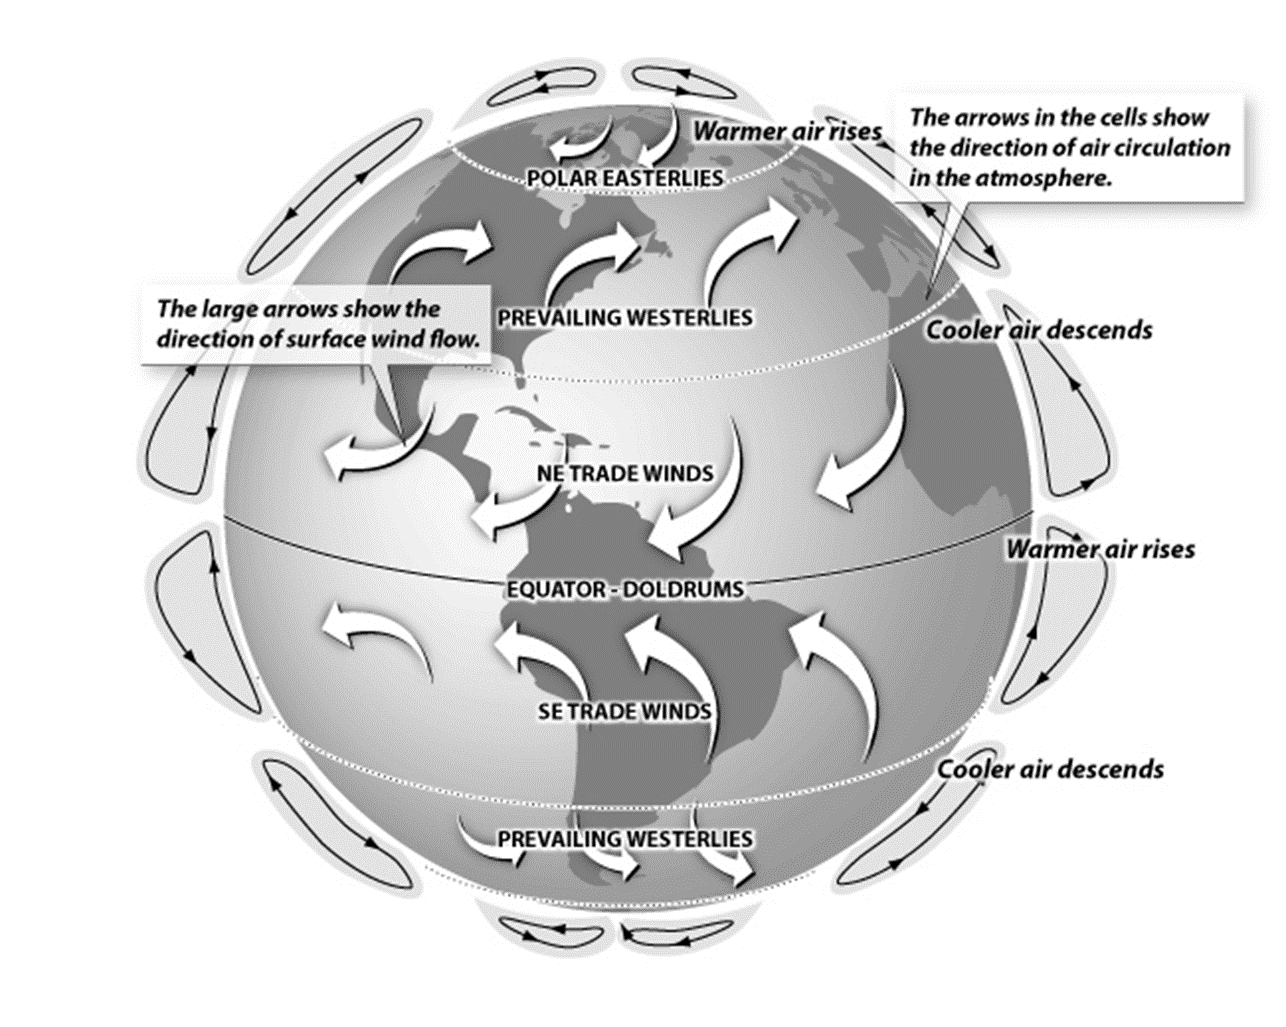 The arrows in the cells show
the direction of air circulation
in the atmosphere.
Warmer air rises
POLAR EASTERLIES
The large arrows show the
direction of surface wind flow.
PREVAILING WESTERLIES
Cooler air descends
NE TRADE WINDS
Warmer air rises
EQUATOR - DOLDRUMS
SE TRADE WINDS
Cooler air descends
PREVAILING WESTERLIES